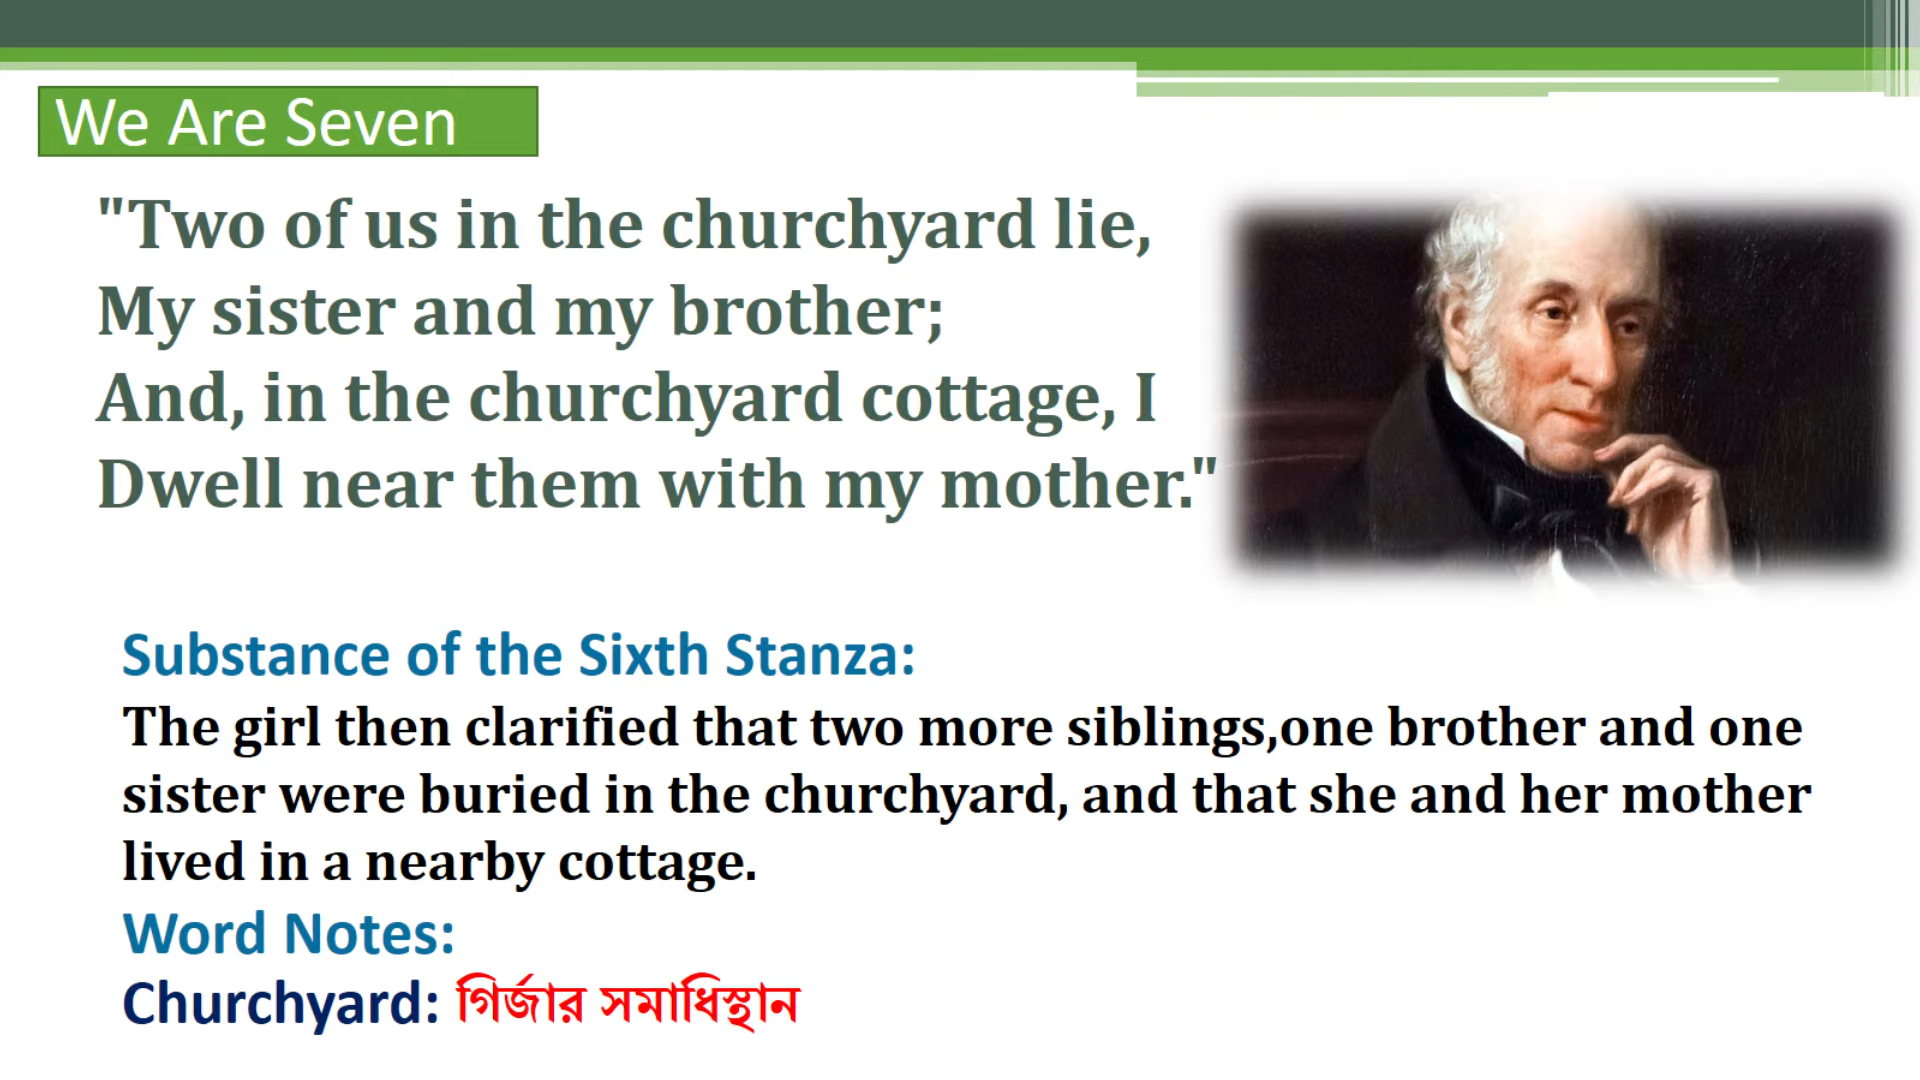 We Are Seven
"Two of us in the churchyard lie,
My sister and my brother;
And, in the churchyard cottage, I
Dwell near them with my mother."
Substance of the Sixth Stanza:
The girl then clarified that two more siblings,one brother and one
sister were buried in the churchyard, and that she and her mother
lived in a nearby cottage.
Word Notes:
Churchyard: গির্জার সমাধিস্থান